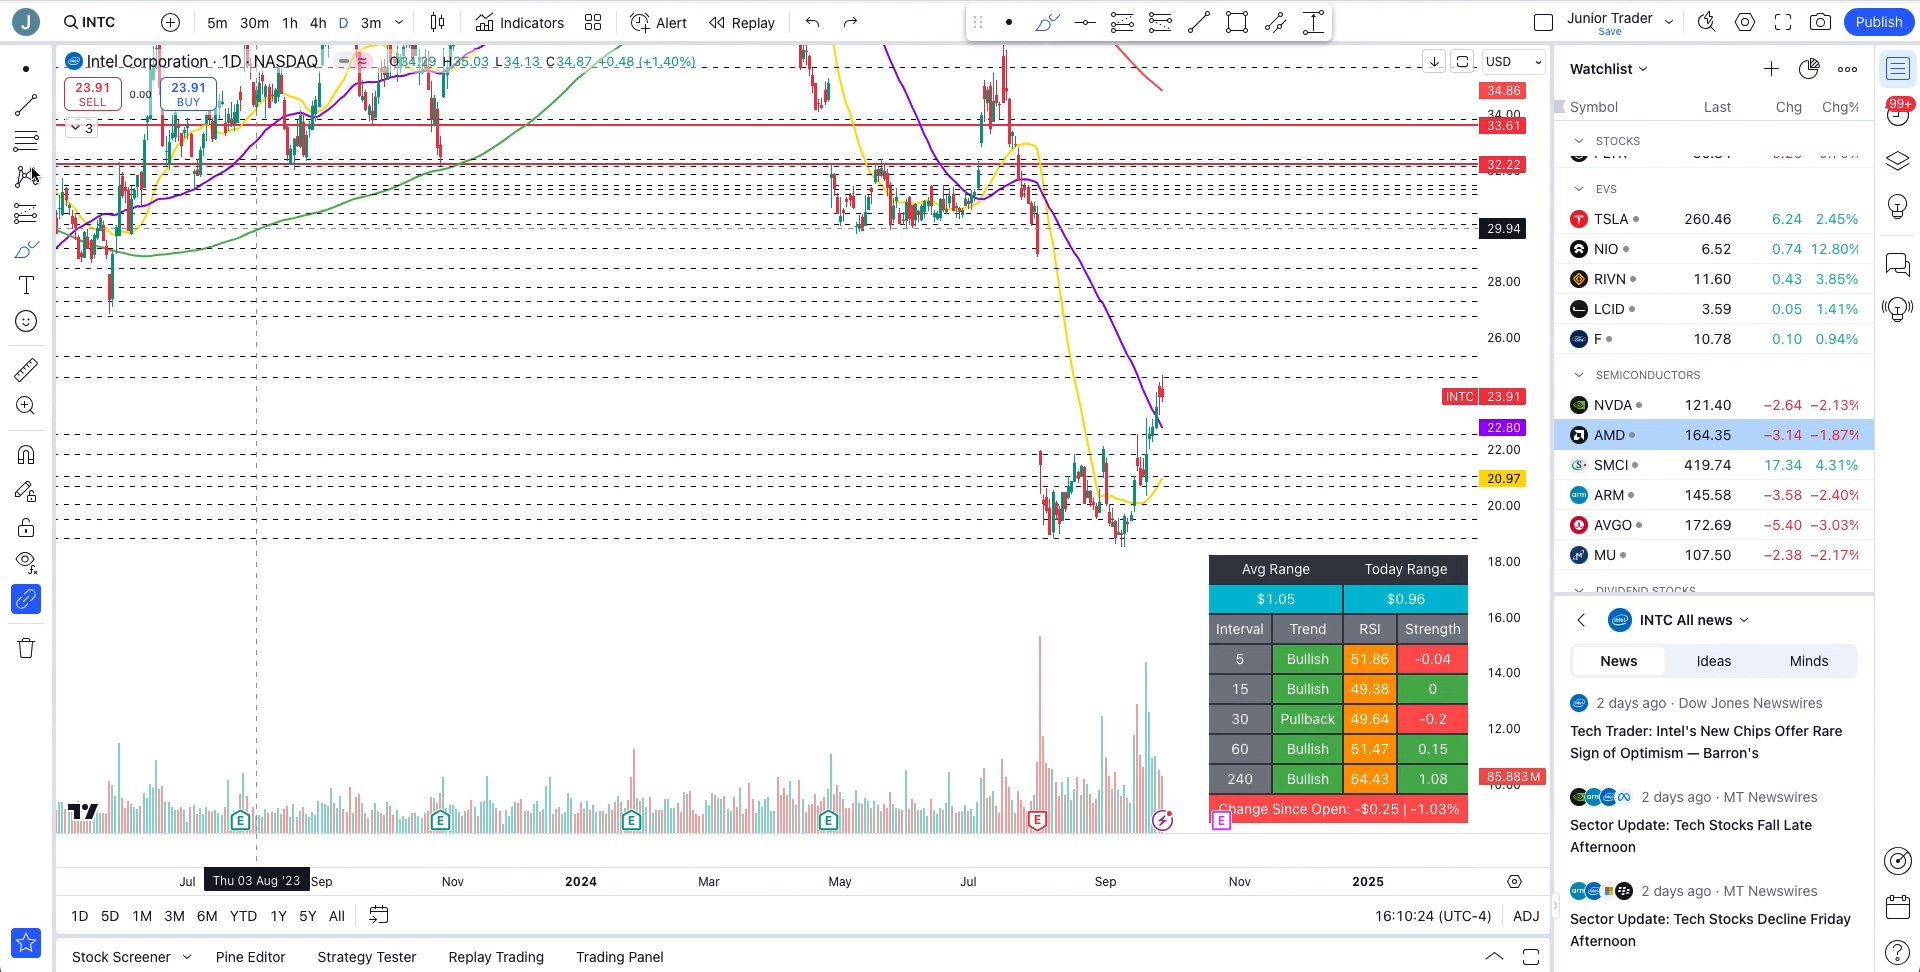 J
INTC
5m 30m 1h 4h D 3m
Indicators
Alert
Replay
Junior Trader
Save
Publish
Intel Corporation · 1D · NASDAQ
O34.29 H35.03 L34.13 C34.87 +0.48 (+1.40%)
USD
23.91
SELL
0.00
23.91
BUY
3
34.86
34.00
33.61
32.22
29.94
28.00
26.00
INTC 23.91
22.80
22.00
20.97
20.00
18.00
16.00
14.00
12.00
85.883M
Avg Range Today Range
$1.05 $0.96
Interval Trend RSI Strength
5 Bullish 51.86 -0.04
15 Bullish 49.38 0
30 Pullback 49.64 -0.2
60 Bullish 51.47 0.15
240 Bullish 64.43 1.08
Change Since Open: -$0.25 | -1.03%
E E E E E E
Jul Thu 03 Aug '23 Sep Nov 2024 Mar May Jul Sep Nov 2025
1D 5D 1M 3M 6M YTD 1Y 5Y All
16:10:24 (UTC-4) ADJ
Stock Screener Pine Editor Strategy Tester Replay Trading Trading Panel
Watchlist
Symbol Last Chg Chg%
STOCKS
EVS
TSLA 260.46 6.24 2.45%
NIO 6.52 0.74 12.80%
RIVN 11.60 0.43 3.85%
LCID 3.59 0.05 1.41%
F 10.78 0.10 0.94%
SEMICONDUCTORS
NVDA 121.40 −2.64 −2.13%
AMD 164.35 −3.14 −1.87%
SMCI 419.74 17.34 4.31%
ARM 145.58 −3.58 −2.40%
AVGO 172.69 −5.40 −3.03%
MU 107.50 −2.38 −2.17%
DIVIDEND STOCKS
INTC All news
News Ideas Minds
2 days ago · Dow Jones Newswires
Tech Trader: Intel's New Chips Offer Rare
Sign of Optimism — Barron's
2 days ago · MT Newswires
Sector Update: Tech Stocks Fall Late
Afternoon
2 days ago · MT Newswires
Sector Update: Tech Stocks Decline Friday
Afternoon
99+